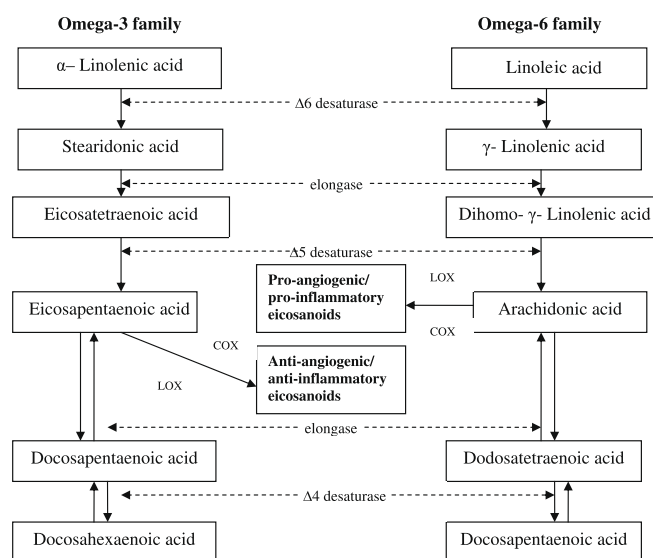 Omega-3 family
Omega-6 family
α– Linolenic acid
Linoleic acid
Δ6 desaturase
Stearidonic acid
γ- Linolenic acid
elongase
Eicosatetraenoic acid
Dihomo- γ- Linolenic acid
Δ5 desaturase
Pro-angiogenic/
pro-inflammatory
eicosanoids
LOX
COX
Eicosapentaenoic acid
Arachidonic acid
COX
LOX
Anti-angiogenic/
anti-inflammatory
eicosanoids
elongase
Docosapentaenoic acid
Dodosatetraenoic acid
Δ4 desaturase
Docosahexaenoic acid
Docosapentaenoic acid